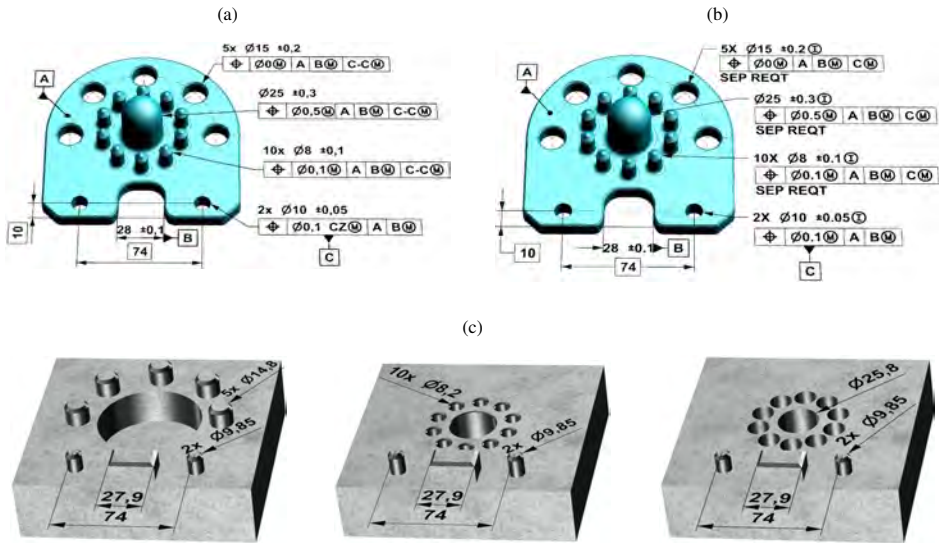 (a)
5x Ø15 ±0,2
⌖ Ø0Ⓜ A BⓂ C-CⓂ
A
Ø25 ±0,3
⌖ Ø0,5Ⓜ A BⓂ C-CⓂ
10x Ø8 ±0,1
⌖ Ø0,1Ⓜ A BⓂ C-CⓂ
2x Ø10 ±0,05
⌖ Ø0,1 CZⓂ A BⓂ
C
10
28 ±0,1
B
74
(b)
5X Ø15 ±0.2Ⓘ
⌖ Ø0Ⓜ A BⓂ CⓂ
SEP REQT
A
Ø25 ±0.3Ⓘ
⌖ Ø0.5Ⓜ A BⓂ CⓂ
SEP REQT
10X Ø8 ±0.1Ⓘ
⌖ Ø0.1Ⓜ A BⓂ CⓂ
SEP REQT
2X Ø10 ±0.05Ⓘ
⌖ Ø0.1Ⓜ A BⓂ
C
10
28 ±0.1
B
74
(c)
5x Ø14,8
2x Ø9,85
27,9
74
10x Ø8,2
2x Ø9,85
27,9
74
Ø25,8
2x Ø9,85
27,9
74